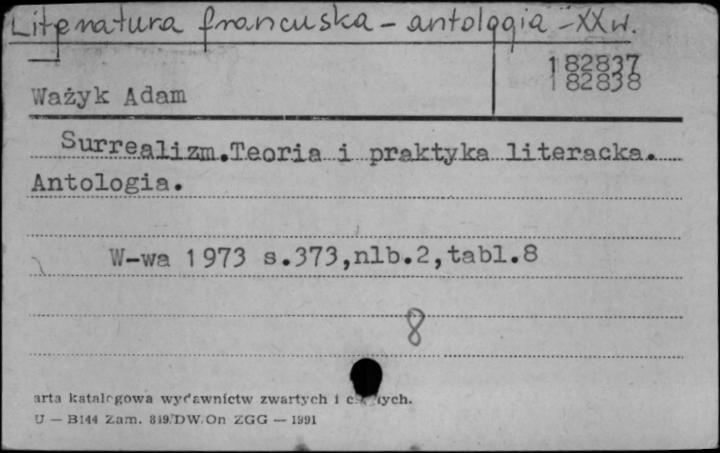 Literatura francuska - antologia - XX w.
182837
182838
Ważyk Adam
Surrealizm.Teoria i praktyka literacka.
Antologia.
W-wa 1973 s.373,nlb.2,tabl.8
8
arta katalogowa wydawnictw zwartych i
U — B144 Zam. 819/DW/On ZGG — 1991